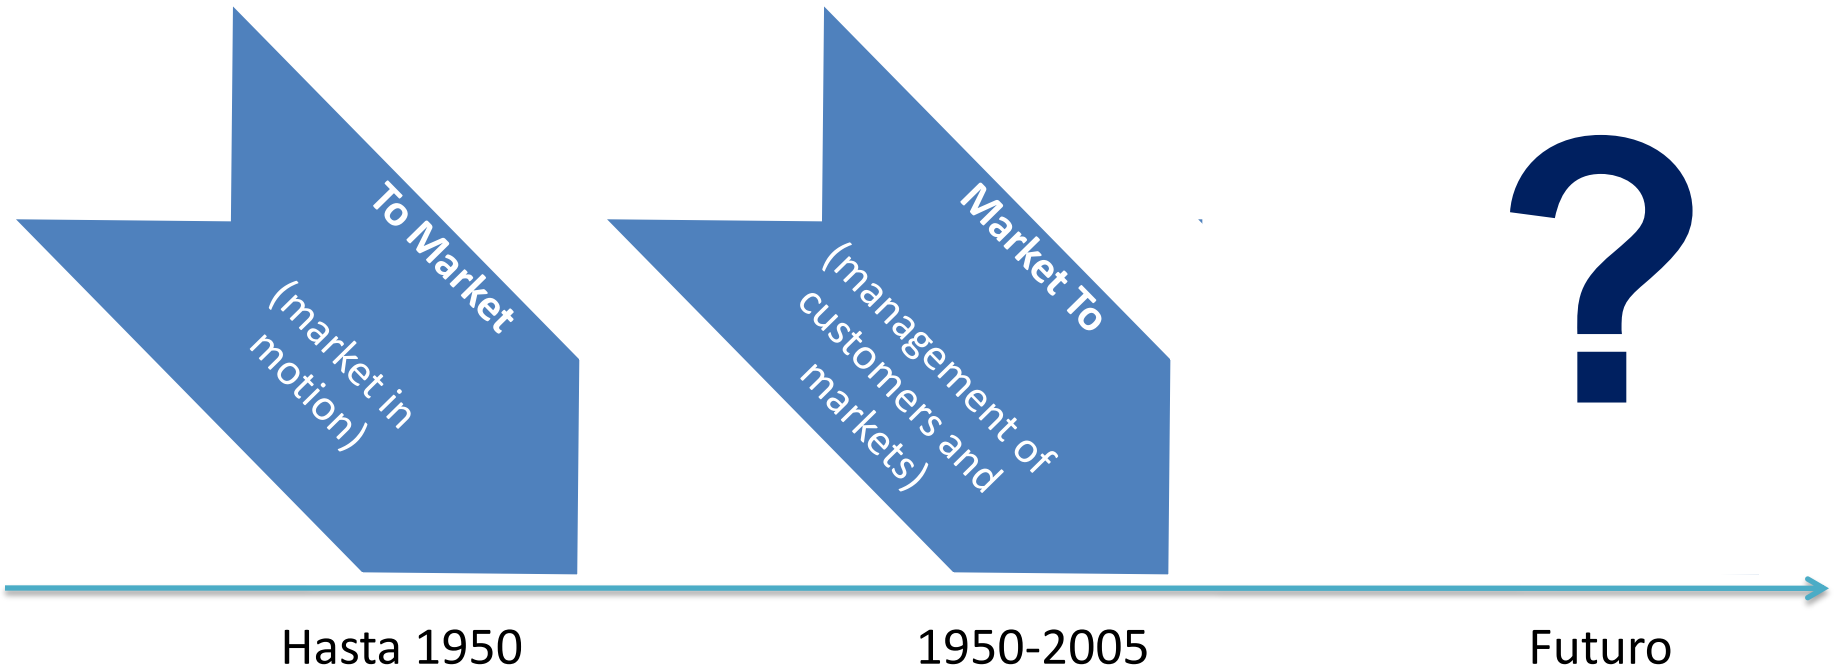 To Market
(market in
motion)
Market To
(management of
customers and
markets)
?
Hasta 1950
1950-2005
Futuro